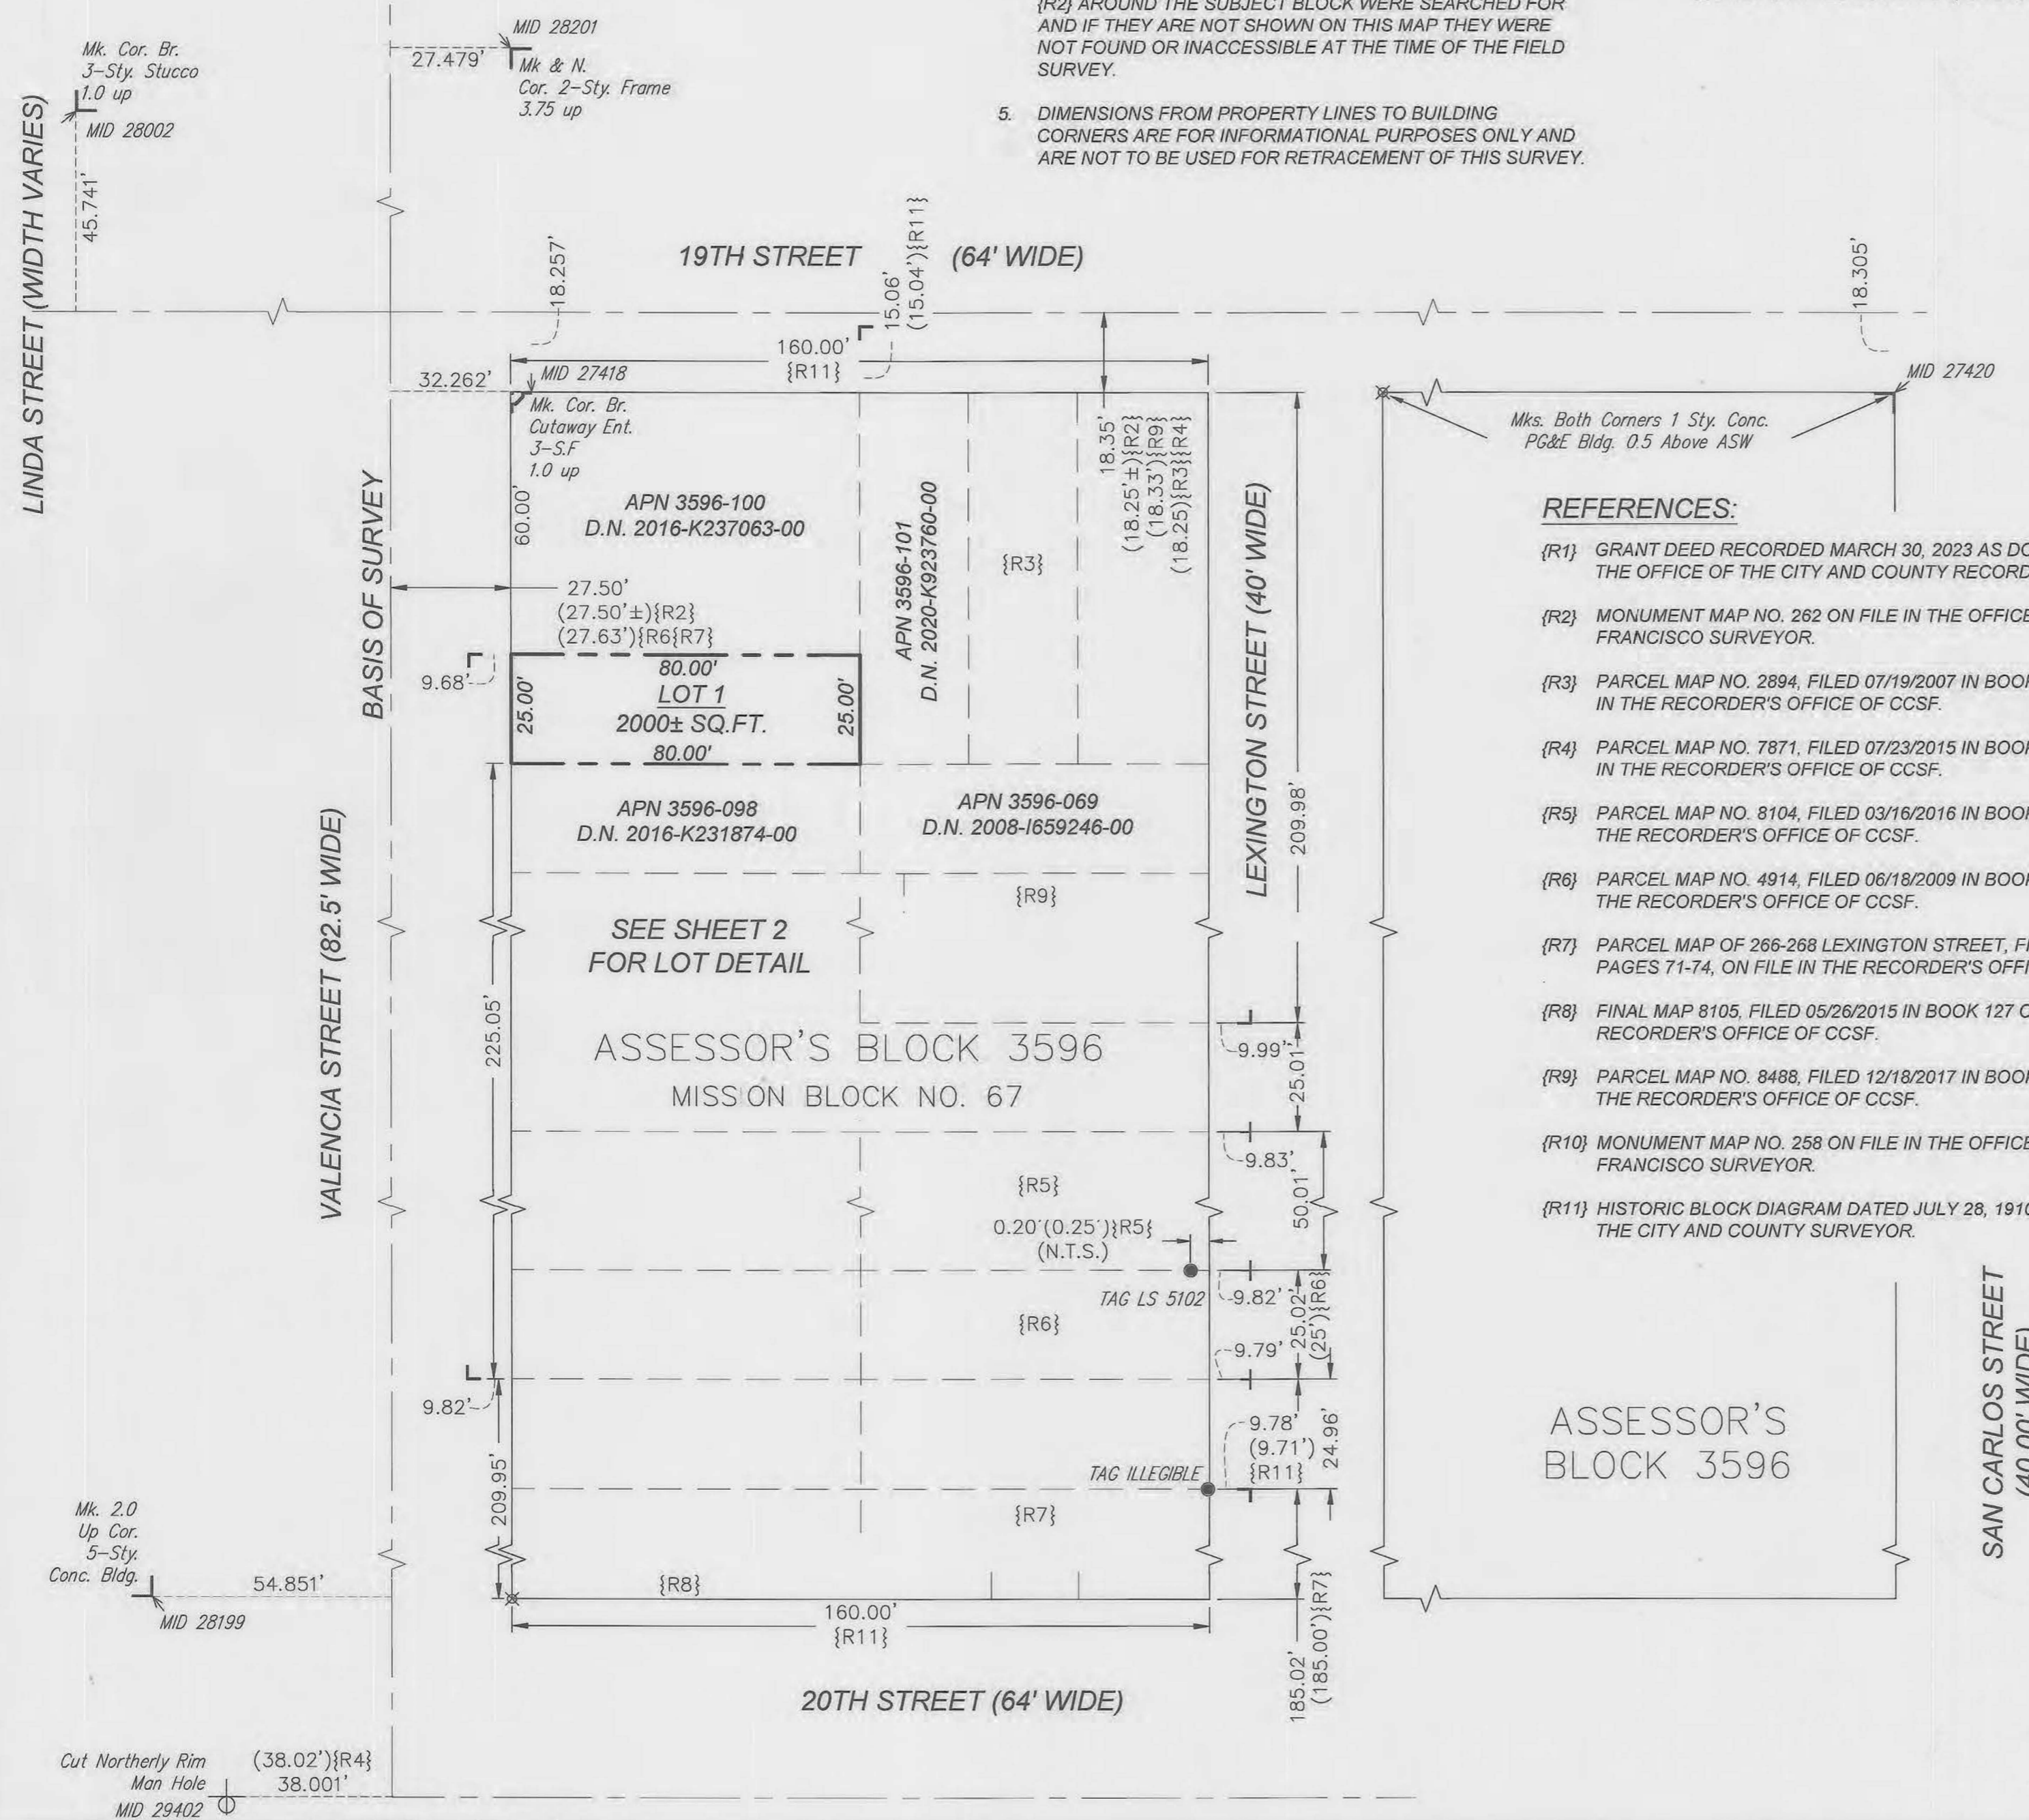 {R2} AROUND THE SUBJECT BLOCK WERE SEARCHED FOR
AND IF THEY ARE NOT SHOWN ON THIS MAP THEY WERE
NOT FOUND OR INACCESSIBLE AT THE TIME OF THE FIELD
SURVEY.
5. DIMENSIONS FROM PROPERTY LINES TO BUILDING
CORNERS ARE FOR INFORMATIONAL PURPOSES ONLY AND
ARE NOT TO BE USED FOR RETRACEMENT OF THIS SURVEY.
Mk. Cor. Br.
3-Sty. Stucco
1.0 up
MID 28002
45.741'
LINDA STREET (WIDTH VARIES)
MID 28201
27.479'
Mk & N.
Cor. 2-Sty. Frame
3.75 up
18.257'
19TH STREET (64' WIDE)
15.06'
(15.04'){R11}
18.305'
160.00'
{R11}
32.262'
MID 27418
Mk. Cor. Br.
Cutaway Ent.
3-S.F
1.0 up
MID 27420
Mks. Both Corners 1 Sty. Conc.
PG&E Bldg. 0.5 Above ASW
60.00'
APN 3596-100
D.N. 2016-K237063-00
APN 3596-101
D.N. 2020-K923760-00
{R3}
18.35'
(18.25'±){R2}
(18.33'){R9}
(18.25){R3}{R4}
LEXINGTON STREET (40' WIDE)
209.98'
BASIS OF SURVEY
27.50'
(27.50'±){R2}
(27.63'){R6{R7}
9.68'
80.00'
25.00'
LOT 1
2000± SQ.FT.
25.00'
80.00'
APN 3596-098
D.N. 2016-K231874-00
APN 3596-069
D.N. 2008-I659246-00
{R9}
VALENCIA STREET (82.5' WIDE)
SEE SHEET 2
FOR LOT DETAIL
225.05'
ASSESSOR'S BLOCK 3596
MISSION BLOCK NO. 67
9.99'
25.01'
9.83'
{R5}
50.01'
0.20'(0.25'){R5{
(N.T.S.)
TAG LS 5102
9.82'
25.02'
(25'){R6}
{R6}
9.79'
9.82'
9.78'
(9.71')
{R11}
24.96'
TAG ILLEGIBLE
209.95'
{R7}
Mk. 2.0
Up Cor.
5-Sty.
Conc. Bldg.
54.851'
MID 28199
{R8}
160.00'
{R11}
185.02'
(185.00'){R7}
20TH STREET (64' WIDE)
Cut Northerly Rim
Man Hole
MID 29402
(38.02'){R4}
38.001'
REFERENCES:
{R1} GRANT DEED RECORDED MARCH 30, 2023 AS DO
THE OFFICE OF THE CITY AND COUNTY RECORD
{R2} MONUMENT MAP NO. 262 ON FILE IN THE OFFICE
FRANCISCO SURVEYOR.
{R3} PARCEL MAP NO. 2894, FILED 07/19/2007 IN BOOK
IN THE RECORDER'S OFFICE OF CCSF.
{R4} PARCEL MAP NO. 7871, FILED 07/23/2015 IN BOOK
IN THE RECORDER'S OFFICE OF CCSF.
{R5} PARCEL MAP NO. 8104, FILED 03/16/2016 IN BOOK
THE RECORDER'S OFFICE OF CCSF.
{R6} PARCEL MAP NO. 4914, FILED 06/18/2009 IN BOOK
THE RECORDER'S OFFICE OF CCSF.
{R7} PARCEL MAP OF 266-268 LEXINGTON STREET, FI
PAGES 71-74, ON FILE IN THE RECORDER'S OFFI
{R8} FINAL MAP 8105, FILED 05/26/2015 IN BOOK 127 O
RECORDER'S OFFICE OF CCSF.
{R9} PARCEL MAP NO. 8488, FILED 12/18/2017 IN BOOK
THE RECORDER'S OFFICE OF CCSF.
{R10} MONUMENT MAP NO. 258 ON FILE IN THE OFFICE
FRANCISCO SURVEYOR.
{R11} HISTORIC BLOCK DIAGRAM DATED JULY 28, 1910
THE CITY AND COUNTY SURVEYOR.
ASSESSOR'S
BLOCK 3596
SAN CARLOS STREET
(40.00' WIDE)